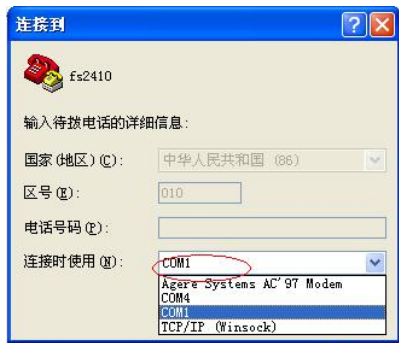 连接到
fs2410
输入待拨电话的详细信息:
国家(地区)(C): 中华人民共和国 (86)
区号(E): 010
电话号码(P):
连接时使用(N): COM1
Agere Systems AC'97 Modem
COM4
COM1
TCP/IP (Winsock)